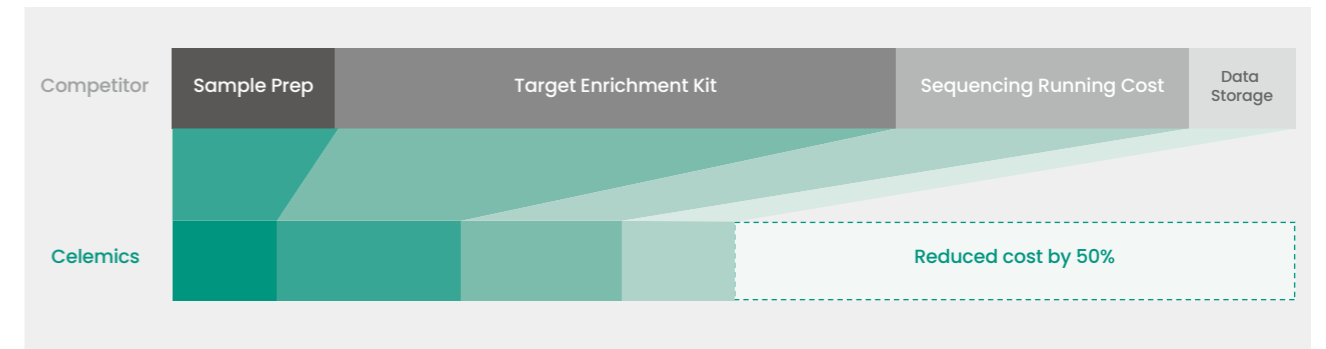 Competitor
Sample Prep
Target Enrichment Kit
Sequencing Running Cost
Data
Storage
Celemics
Reduced cost by 50%